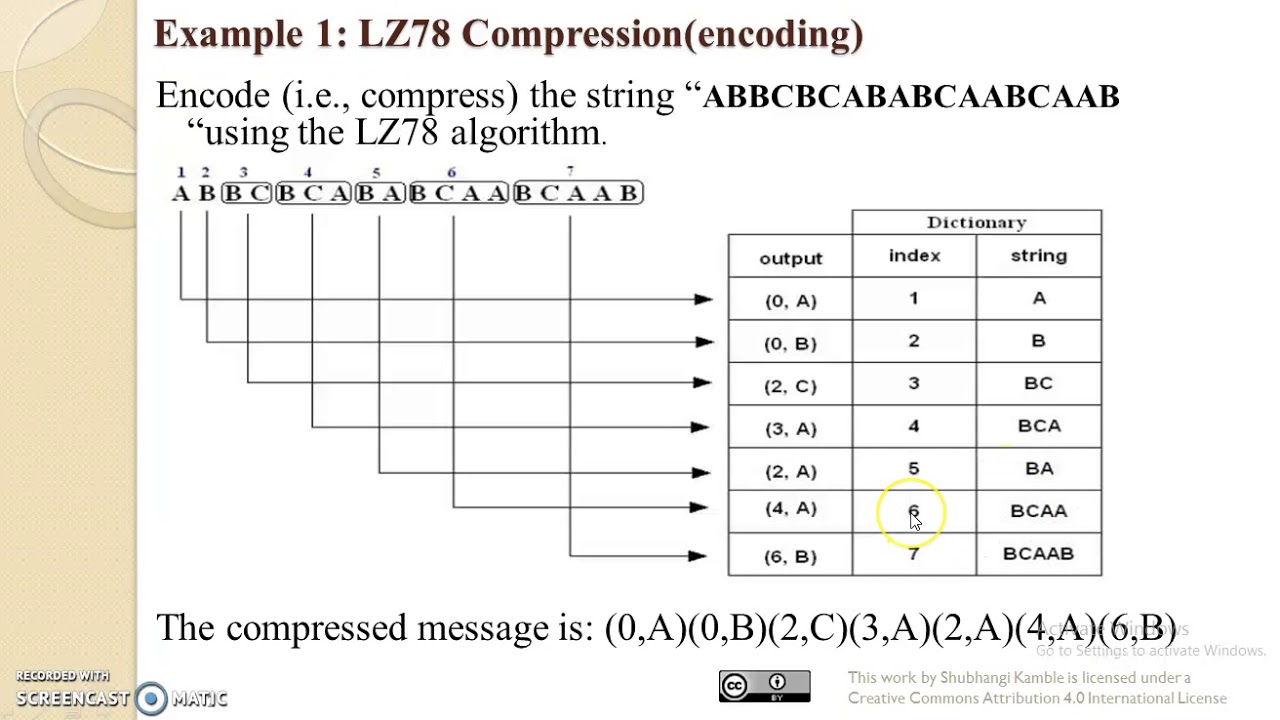 Example 1: LZ78 Compression(encoding)
Encode (i.e., compress) the string “ABBCBCABABCAABCAAB
“using the LZ78 algorithm.
1 2 3 4 5 6 7
A B B C B C A B A B C A A B C A A B
Dictionary
output index string
(0, A) 1 A
(0, B) 2 B
(2, C) 3 BC
(3, A) 4 BCA
(2, A) 5 BA
(4, A) 6 BCAA
(6, B) 7 BCAAB
The compressed message is: (0,A)(0,B)(2,C)(3,A)(2,A)(4,A)(6,B)
Activate Windows
Go to Settings to activate Windows.
RECORDED WITH
SCREENCAST MATIC
cc BY
This work by Shubhangi Kamble is licensed under a
Creative Commons Attribution 4.0 International License